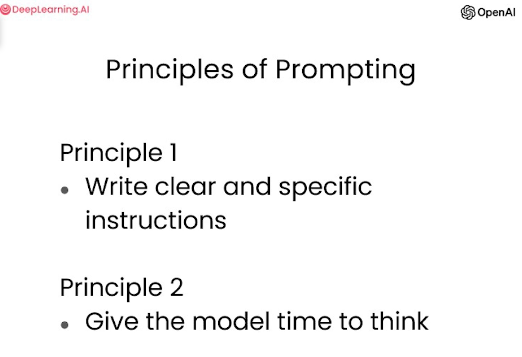 DeepLearning.AI
OpenAI
Principles of Prompting
Principle 1
• Write clear and specific
instructions
Principle 2
• Give the model time to think